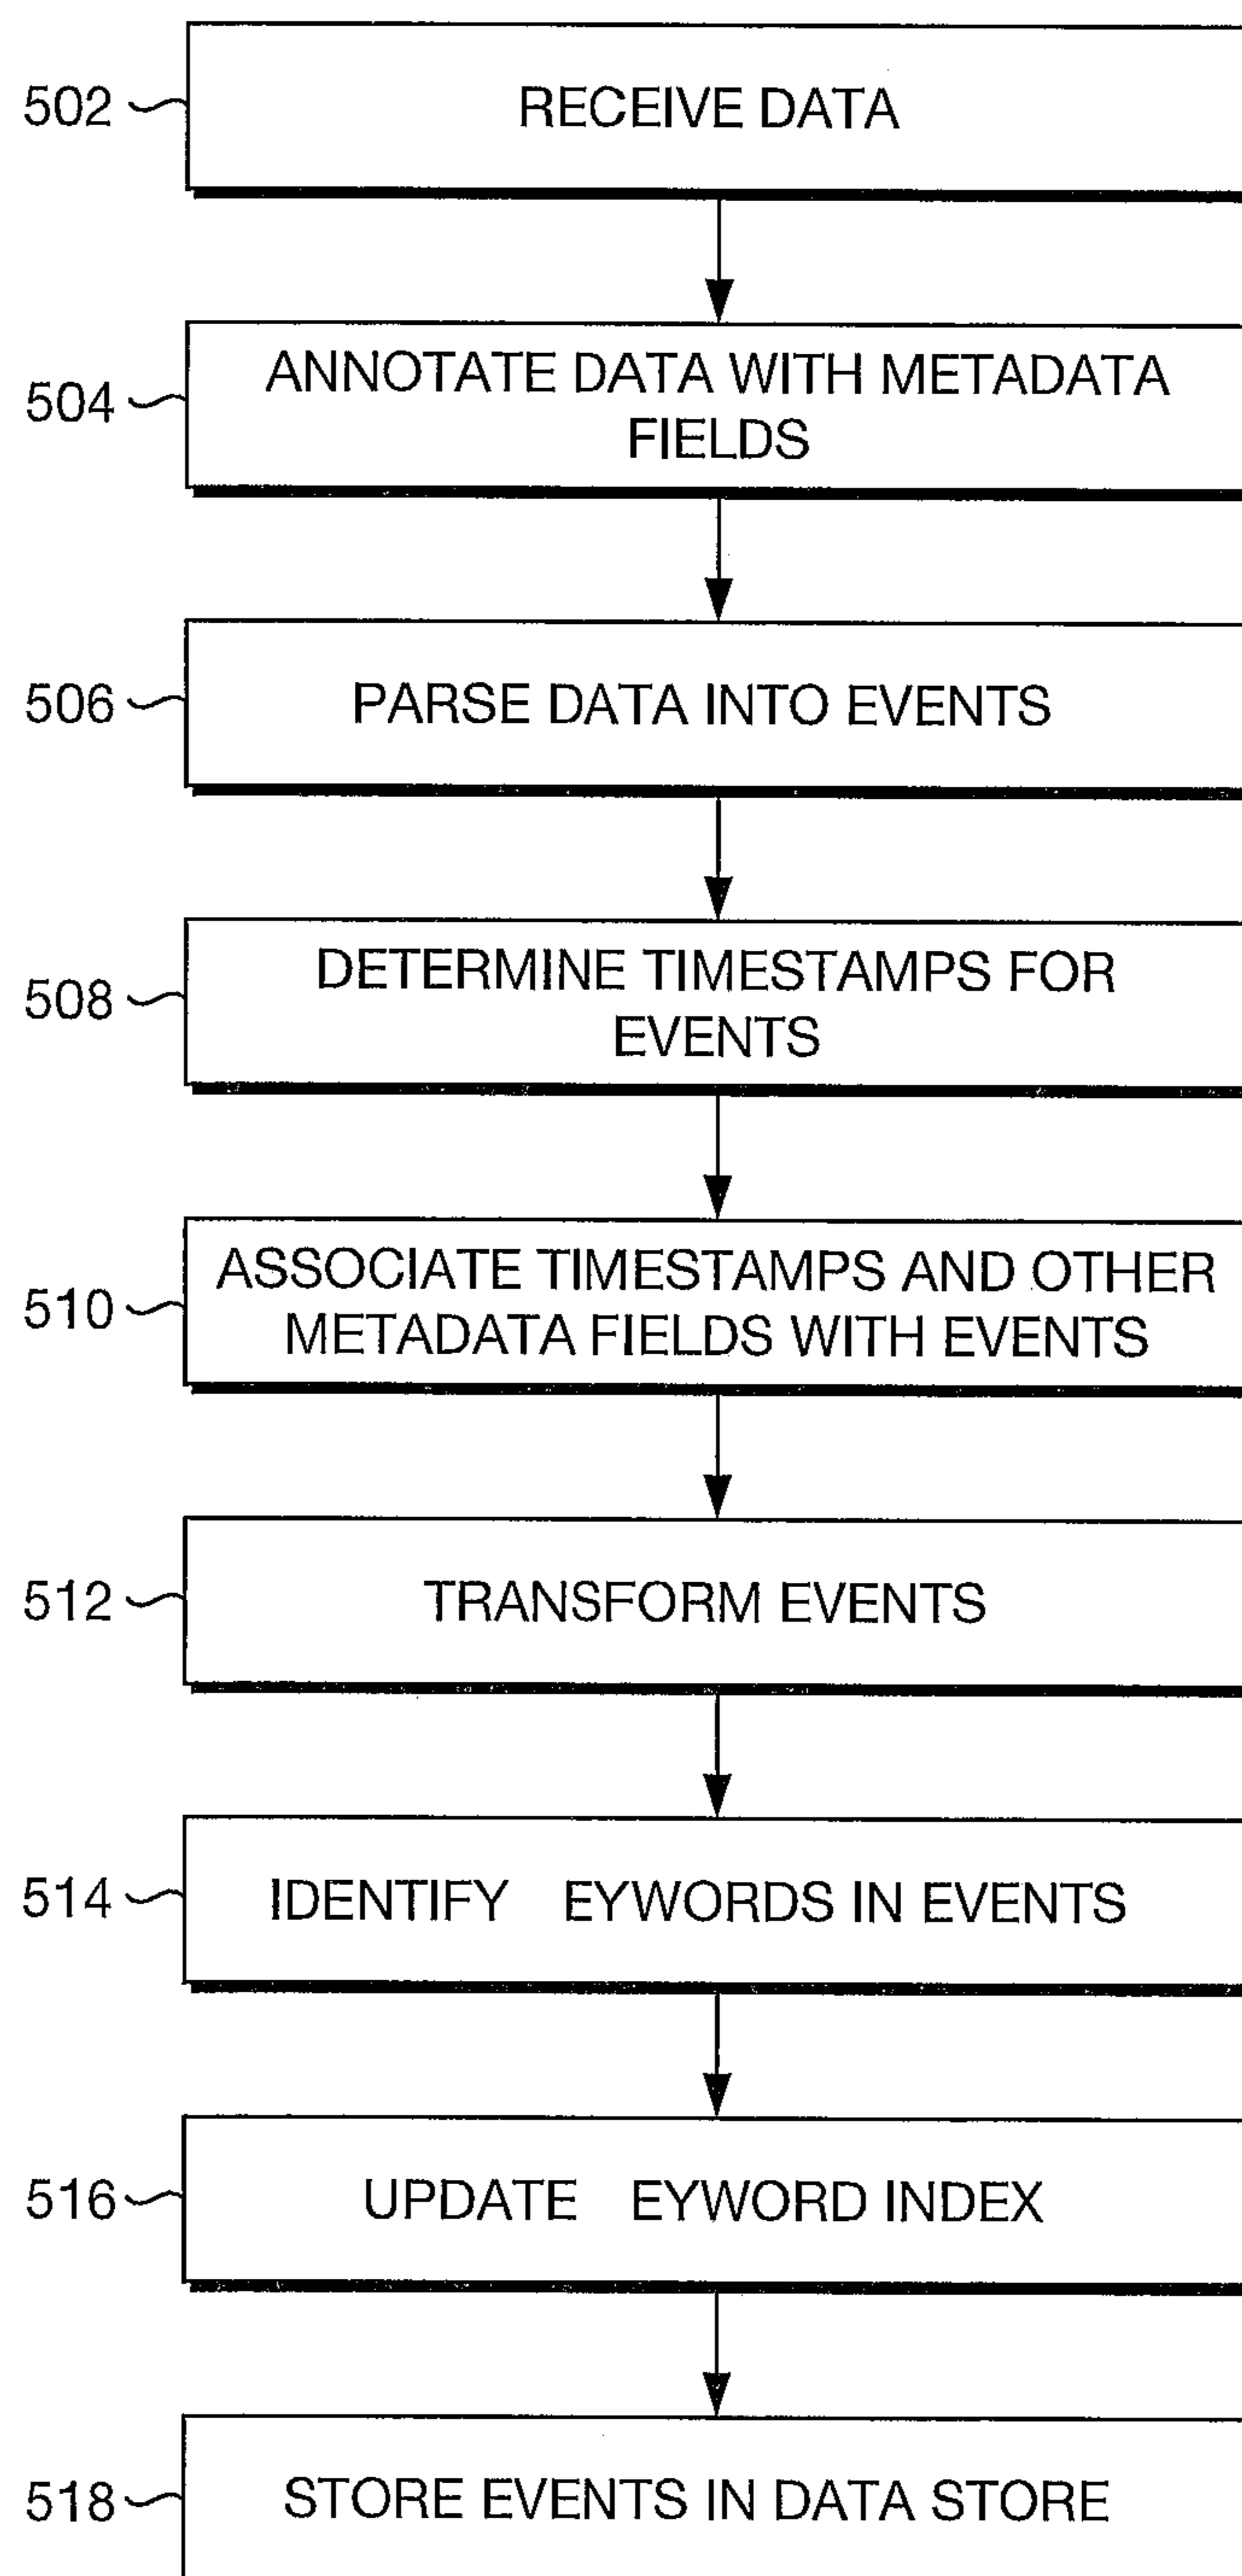 502 RECEIVE DATA
504 ANNOTATE DATA WITH METADATA
FIELDS
506 PARSE DATA INTO EVENTS
508 DETERMINE TIMESTAMPS FOR
EVENTS
510 ASSOCIATE TIMESTAMPS AND OTHER
METADATA FIELDS WITH EVENTS
512 TRANSFORM EVENTS
514 IDENTIFY EYWORDS IN EVENTS
516 UPDATE EYWORD INDEX
518 STORE EVENTS IN DATA STORE